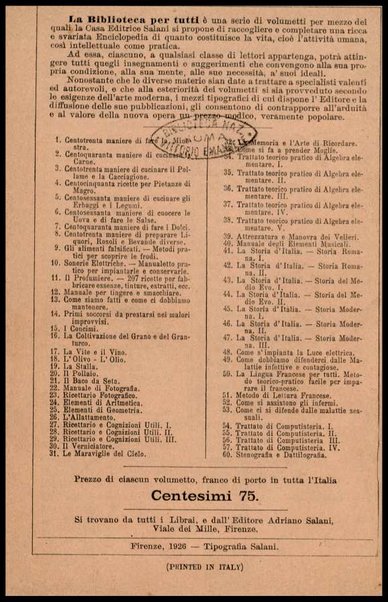 La Biblioteca per tutti è una serie di volumetti per mezzo dei
quali la Casa Editrice Salani si propone di raccogliere e completare una ricca
e svariata Enciclopedia di quanto costituisce la vita, cioè l'attività umana,
così intellettuale come pratica.
Ad essa, ciascuno, a qualsiasi classe di lettori appartenga, potrà attin-
gere tutti quegli insegnamenti e suggerimenti che convengono alla sua pro-
pria condizione, alla sua mente, alle sue necessità, a' suoi ideali.
Nonostante che le diverse materie sian date a trattare a specialisti valenti
ed autorevoli, e che alla esteriorità dei volumetti si sia provveduto secondo
le esigenze dell'arte moderna, i mezzi tipografici di cui dispone l'Editore e la
diffusione delle sue pubblicazioni, gli consentono di contrapporre all'arduità
e al valore della nuova opera un prezzo modico, veramente popolare.
BIBLIOTECA NAZ.
ROMA
VITTORIO EMANUELE
1. Centotrenta maniere di fare le Mine-
stre.
2. Centoquaranta maniere di cucinare la
Carne.
3. Centotrenta maniere di cucinare il Pol-
lame e la Cacciagione.
4. Centocinquanta ricette per Pietanze di
Magro.
5. Centosessanta maniere di cucinare gli
Erbaggi e i Legumi.
6. Centosessanta maniere di cuocere le
Uova e di fare le Salse.
7. Centoquaranta maniere di fare i Dolci.
8. Centotrenta maniere di preparare Li-
quori, Rosoli e Bevande diverse.
9. Gli alimenti falsificati. — Metodi pra-
tici per scoprire le frodi.
10. Sonerie Elettriche. — Manualetto pra-
tico per impiantarle e conservarle.
11. Il Profumiere. — 297 ricette per fab-
bricare essenze, tinture, estratti, ecc.
12. Manuale per tingere e smacchiare.
13. Come siamo fatti e come ci dobbiamo
mantenere.
14. Primi soccorsi da prestarsi nei malori
improvvisi.
15. I Concimi.
16. La Coltivazione del Grano e del Gran-
turco.
17. La Vite e il Vino.
18. L'Olivo - L'Olio.
19. La Stalla.
20. Il Pollaio.
21. Il Baco da Seta.
22. Manuale di Fotografia.
23. Ricettario Fotografico.
24. Elementi di Aritmetica.
25. Elementi di Geometria.
26. L'Allattamento.
27. Ricettario e Cognizioni Utili. I.
28. Ricettario e Cognizioni Utili. II.
29. Ricettario e Cognizioni Utili. III.
30. Il Verniciatore.
31. Le Maraviglie del Cielo.
32. La Memoria e l'Arte di Ricordare.
33. Come si fa a prender Moglie.
34. Trattato teorico pratico di Algebra ele-
mentare. I.
35. Trattato teorico pratico di Algebra ele-
mentare. II.
36. Trattato teorico pratico di Algebra ele-
mentare. III.
37. Trattato teorico pratico di Algebra ele-
mentare. IV.
38. Trattato teorico pratico di Algebra ele-
mentare. V.
39. Attrezzatura e Manovra dei Velieri.
40. Manuale degli Elementi Musicali.
41. La Storia d'Italia. — Storia Roma-
na. I.
42. La Storia d'Italia. — Storia Roma-
na. II.
43. La Storia d'Italia. — Storia del Me-
dio Evo. I.
44. La Storia d'Italia. — Storia del Me-
dio Evo. II.
45. La Storia d'Italia. — Storia Moder-
na. I.
46. La Storia d'Italia. — Storia Moder-
na. II.
47. La Storia d'Italia. — Storia Moder-
na. III.
48. Come s'impianta la Luce elettrica.
49. Come dobbiamo difenderci dalle Ma-
lattie infettive e contagiose.
50. La Lingua Francese per tutti. Meto-
do teorico-pratico facile per impa-
rare il francese.
51. Metodo di Lettura Francese.
52. Come si assistono gli infermi.
53. Come ci si difende dalle malattie ses-
suali.
54. Trattato di Computisteria. I.
55. Trattato di Computisteria. II.
56. Trattato di Computisteria. III
57. Trattato di Computisteria. IV.
60. Stenografia e Dattilografia.
Prezzo di ciascun volumetto, franco di porto in tutta l'Italia
Centesimi 75.
Si trovano da tutti i Librai, e dall'Editore Adriano Salani,
Viale dei Mille, Firenze.
Firenze, 1926 — Tipografia Salani.
(PRINTED IN ITALY)